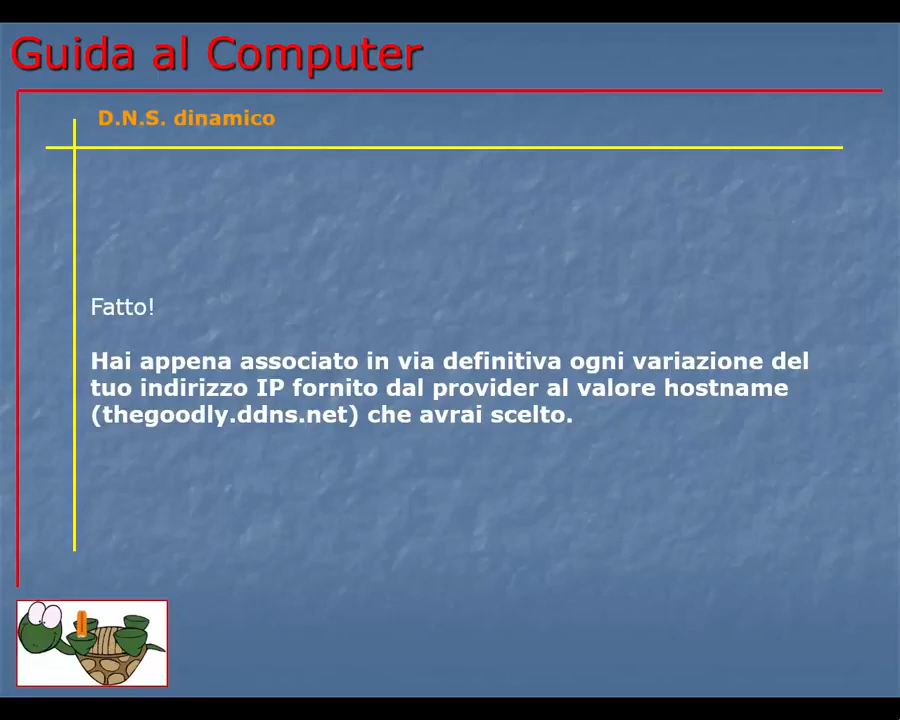 Guida al Computer
D.N.S. dinamico
Fatto!
Hai appena associato in via definitiva ogni variazione del
tuo indirizzo IP fornito dal provider al valore hostname
(thegoodly.ddns.net) che avrai scelto.